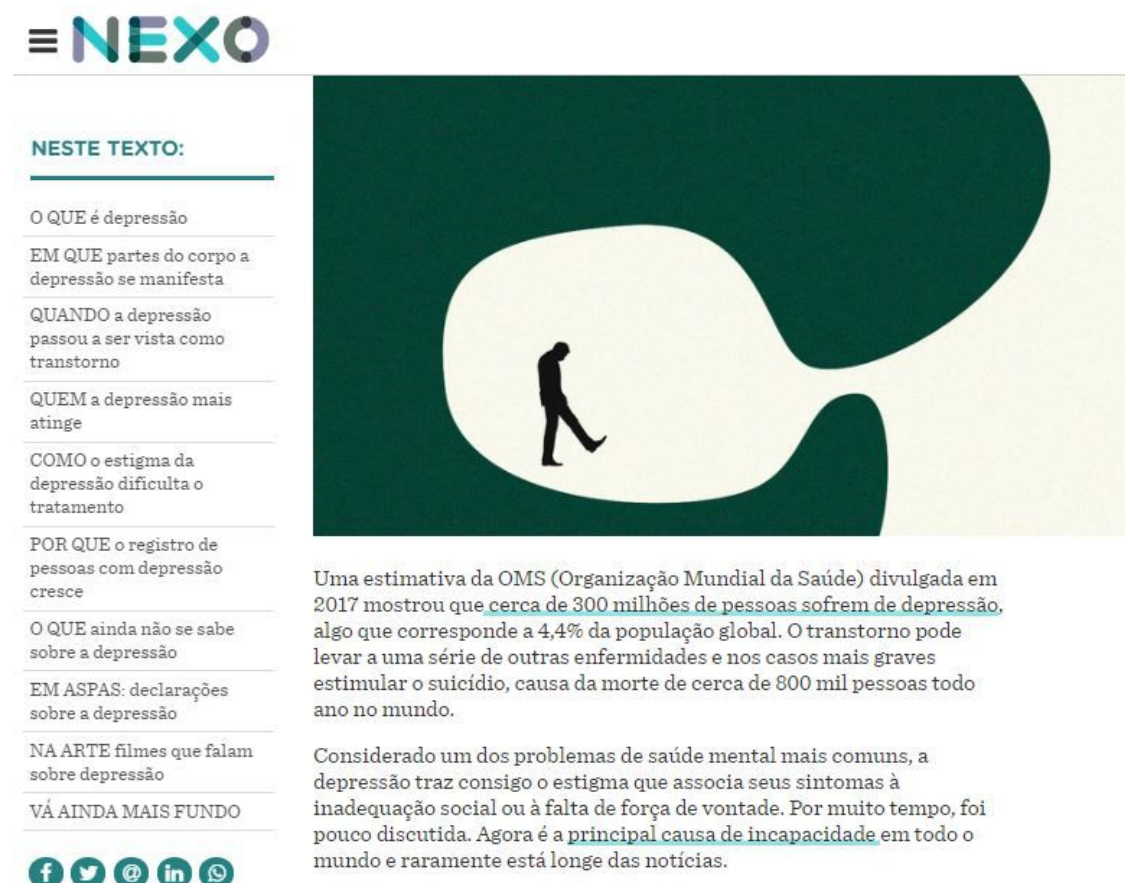 NEXO
NESTE TEXTO:
O QUE é depressão
EM QUE partes do corpo a
depressão se manifesta
QUANDO a depressão
passou a ser vista como
transtorno
QUEM a depressão mais
atinge
COMO o estigma da
depressão dificulta o
tratamento
POR QUE o registro de
pessoas com depressão
cresce
O QUE ainda não se sabe
sobre a depressão
EM ASPAS: declarações
sobre a depressão
NA ARTE filmes que falam
sobre depressão
VÁ AINDA MAIS FUNDO
Uma estimativa da OMS (Organização Mundial da Saúde) divulgada em
2017 mostrou que cerca de 300 milhões de pessoas sofrem de depressão,
algo que corresponde a 4,4% da população global. O transtorno pode
levar a uma série de outras enfermidades e nos casos mais graves
estimular o suicídio, causa da morte de cerca de 800 mil pessoas todo
ano no mundo.
Considerado um dos problemas de saúde mental mais comuns, a
depressão traz consigo o estigma que associa seus sintomas à
inadequação social ou à falta de força de vontade. Por muito tempo, foi
pouco discutida. Agora é a principal causa de incapacidade em todo o
mundo e raramente está longe das notícias.